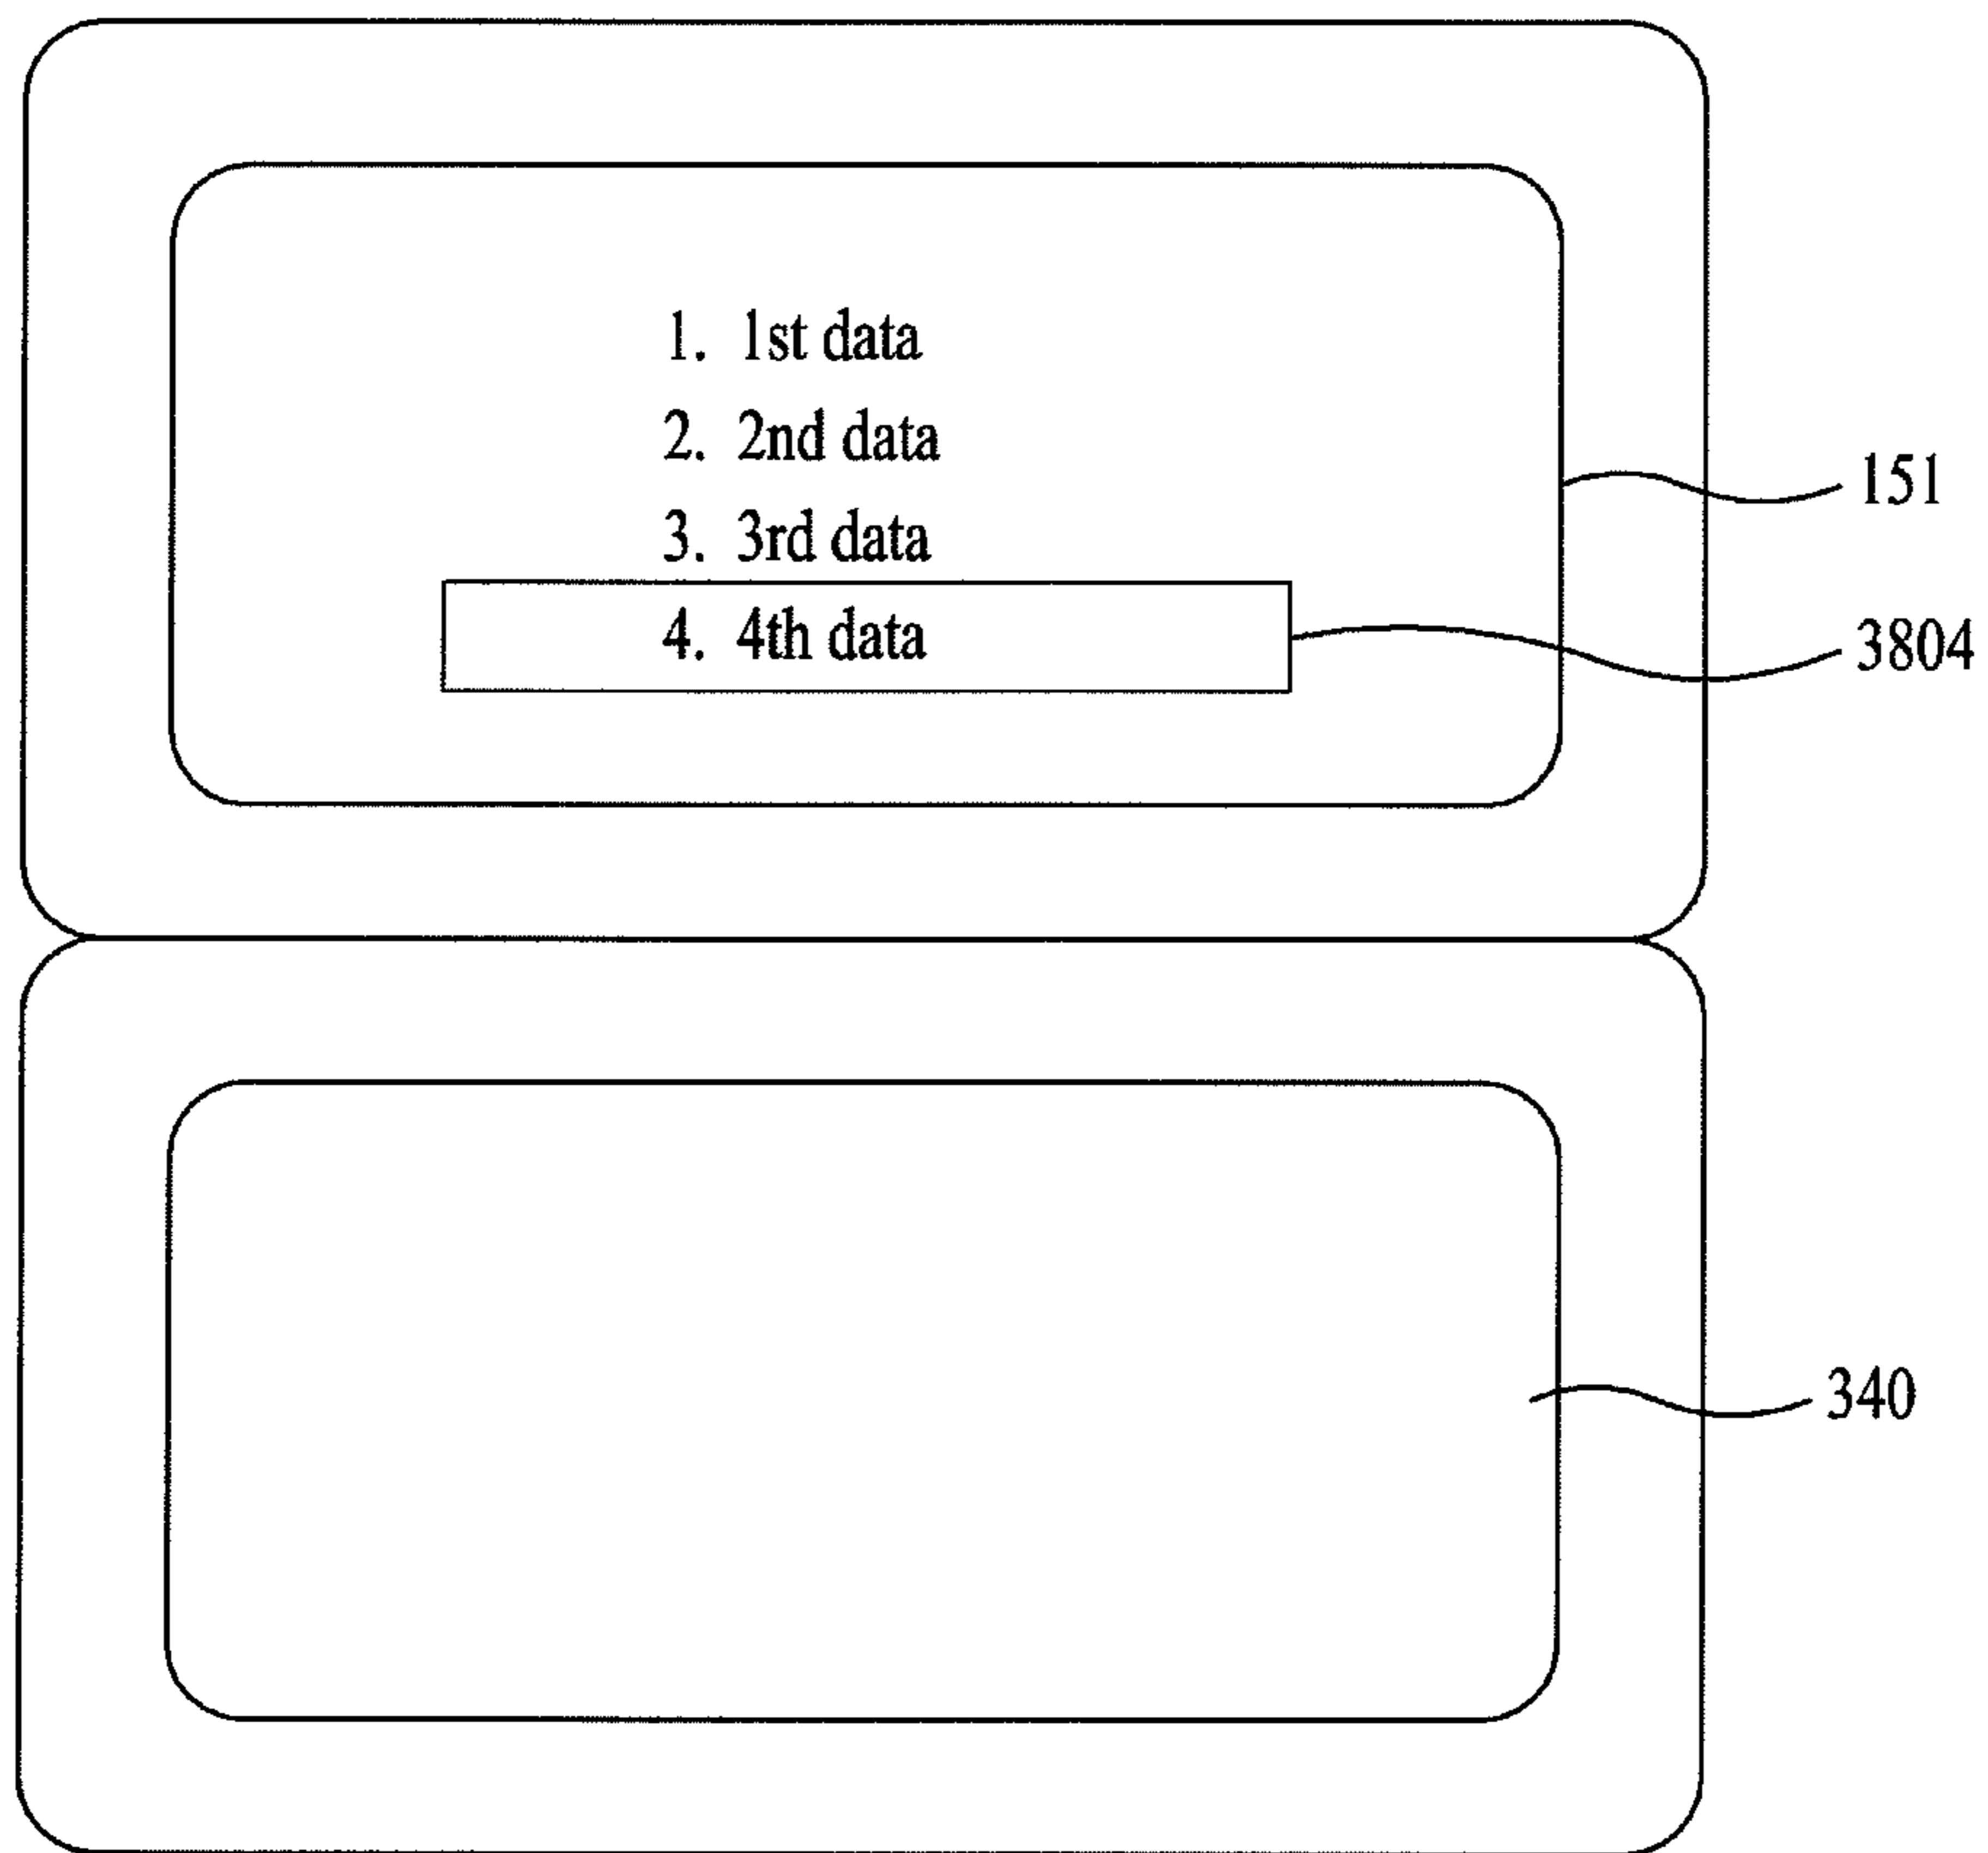 1. 1st data
2. 2nd data
3. 3rd data
4. 4th data
151
3804
340